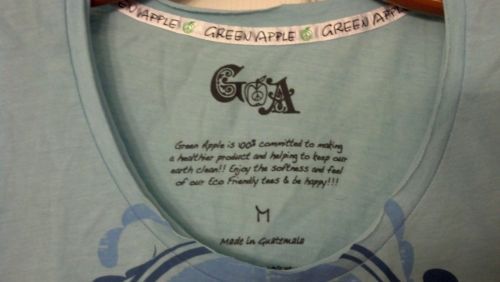 GREEN APPLE GREEN APPLE GREEN APPLE
G A
Green Apple is 100% committed to making
a healthier product and helping to keep our
earth clean!! Enjoy the softness and feel
of our Eco Friendly tees & be happy!!!
M
Made in Guatemala